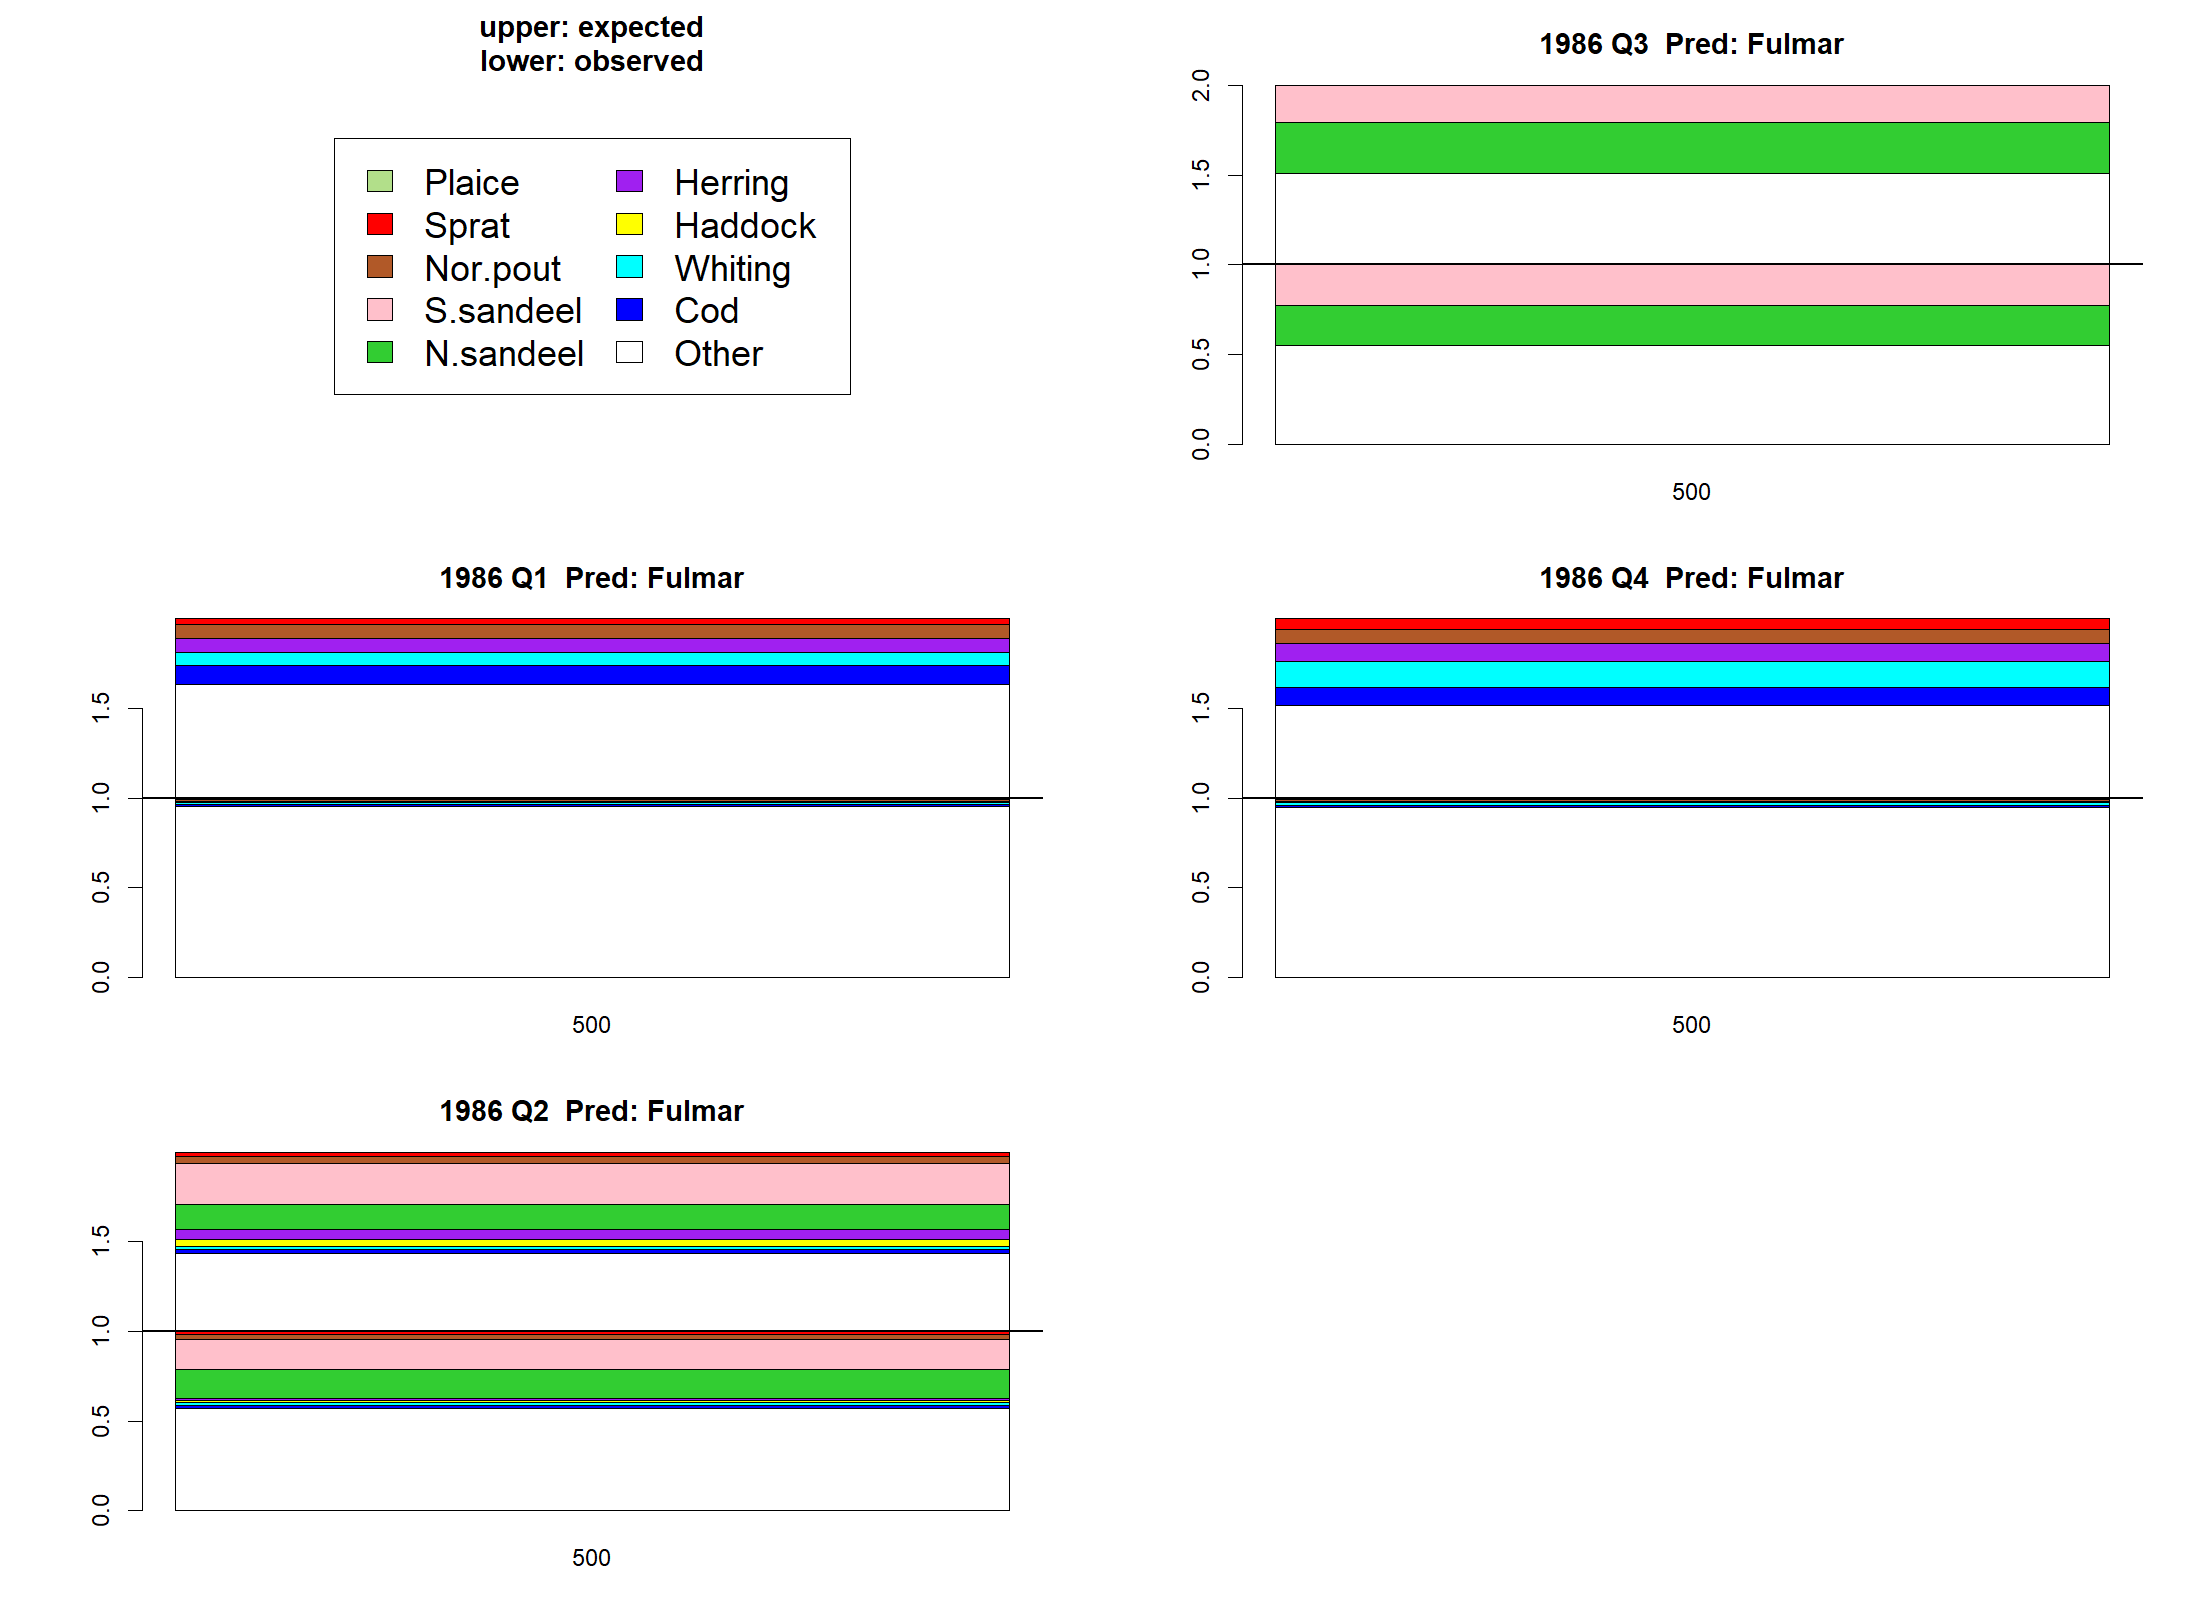 upper: expected
lower: observed
Plaice
Sprat
Nor.pout
S.sandeel
N.sandeel
Herring
Haddock
Whiting
Cod
Other
1986 Q3 Pred: Fulmar
2.0
1.5
1.0
0.5
0.0
500
1986 Q1 Pred: Fulmar
1.5
1.0
0.5
0.0
500
1986 Q4 Pred: Fulmar
1.5
1.0
0.5
0.0
500
1986 Q2 Pred: Fulmar
1.5
1.0
0.5
0.0
500